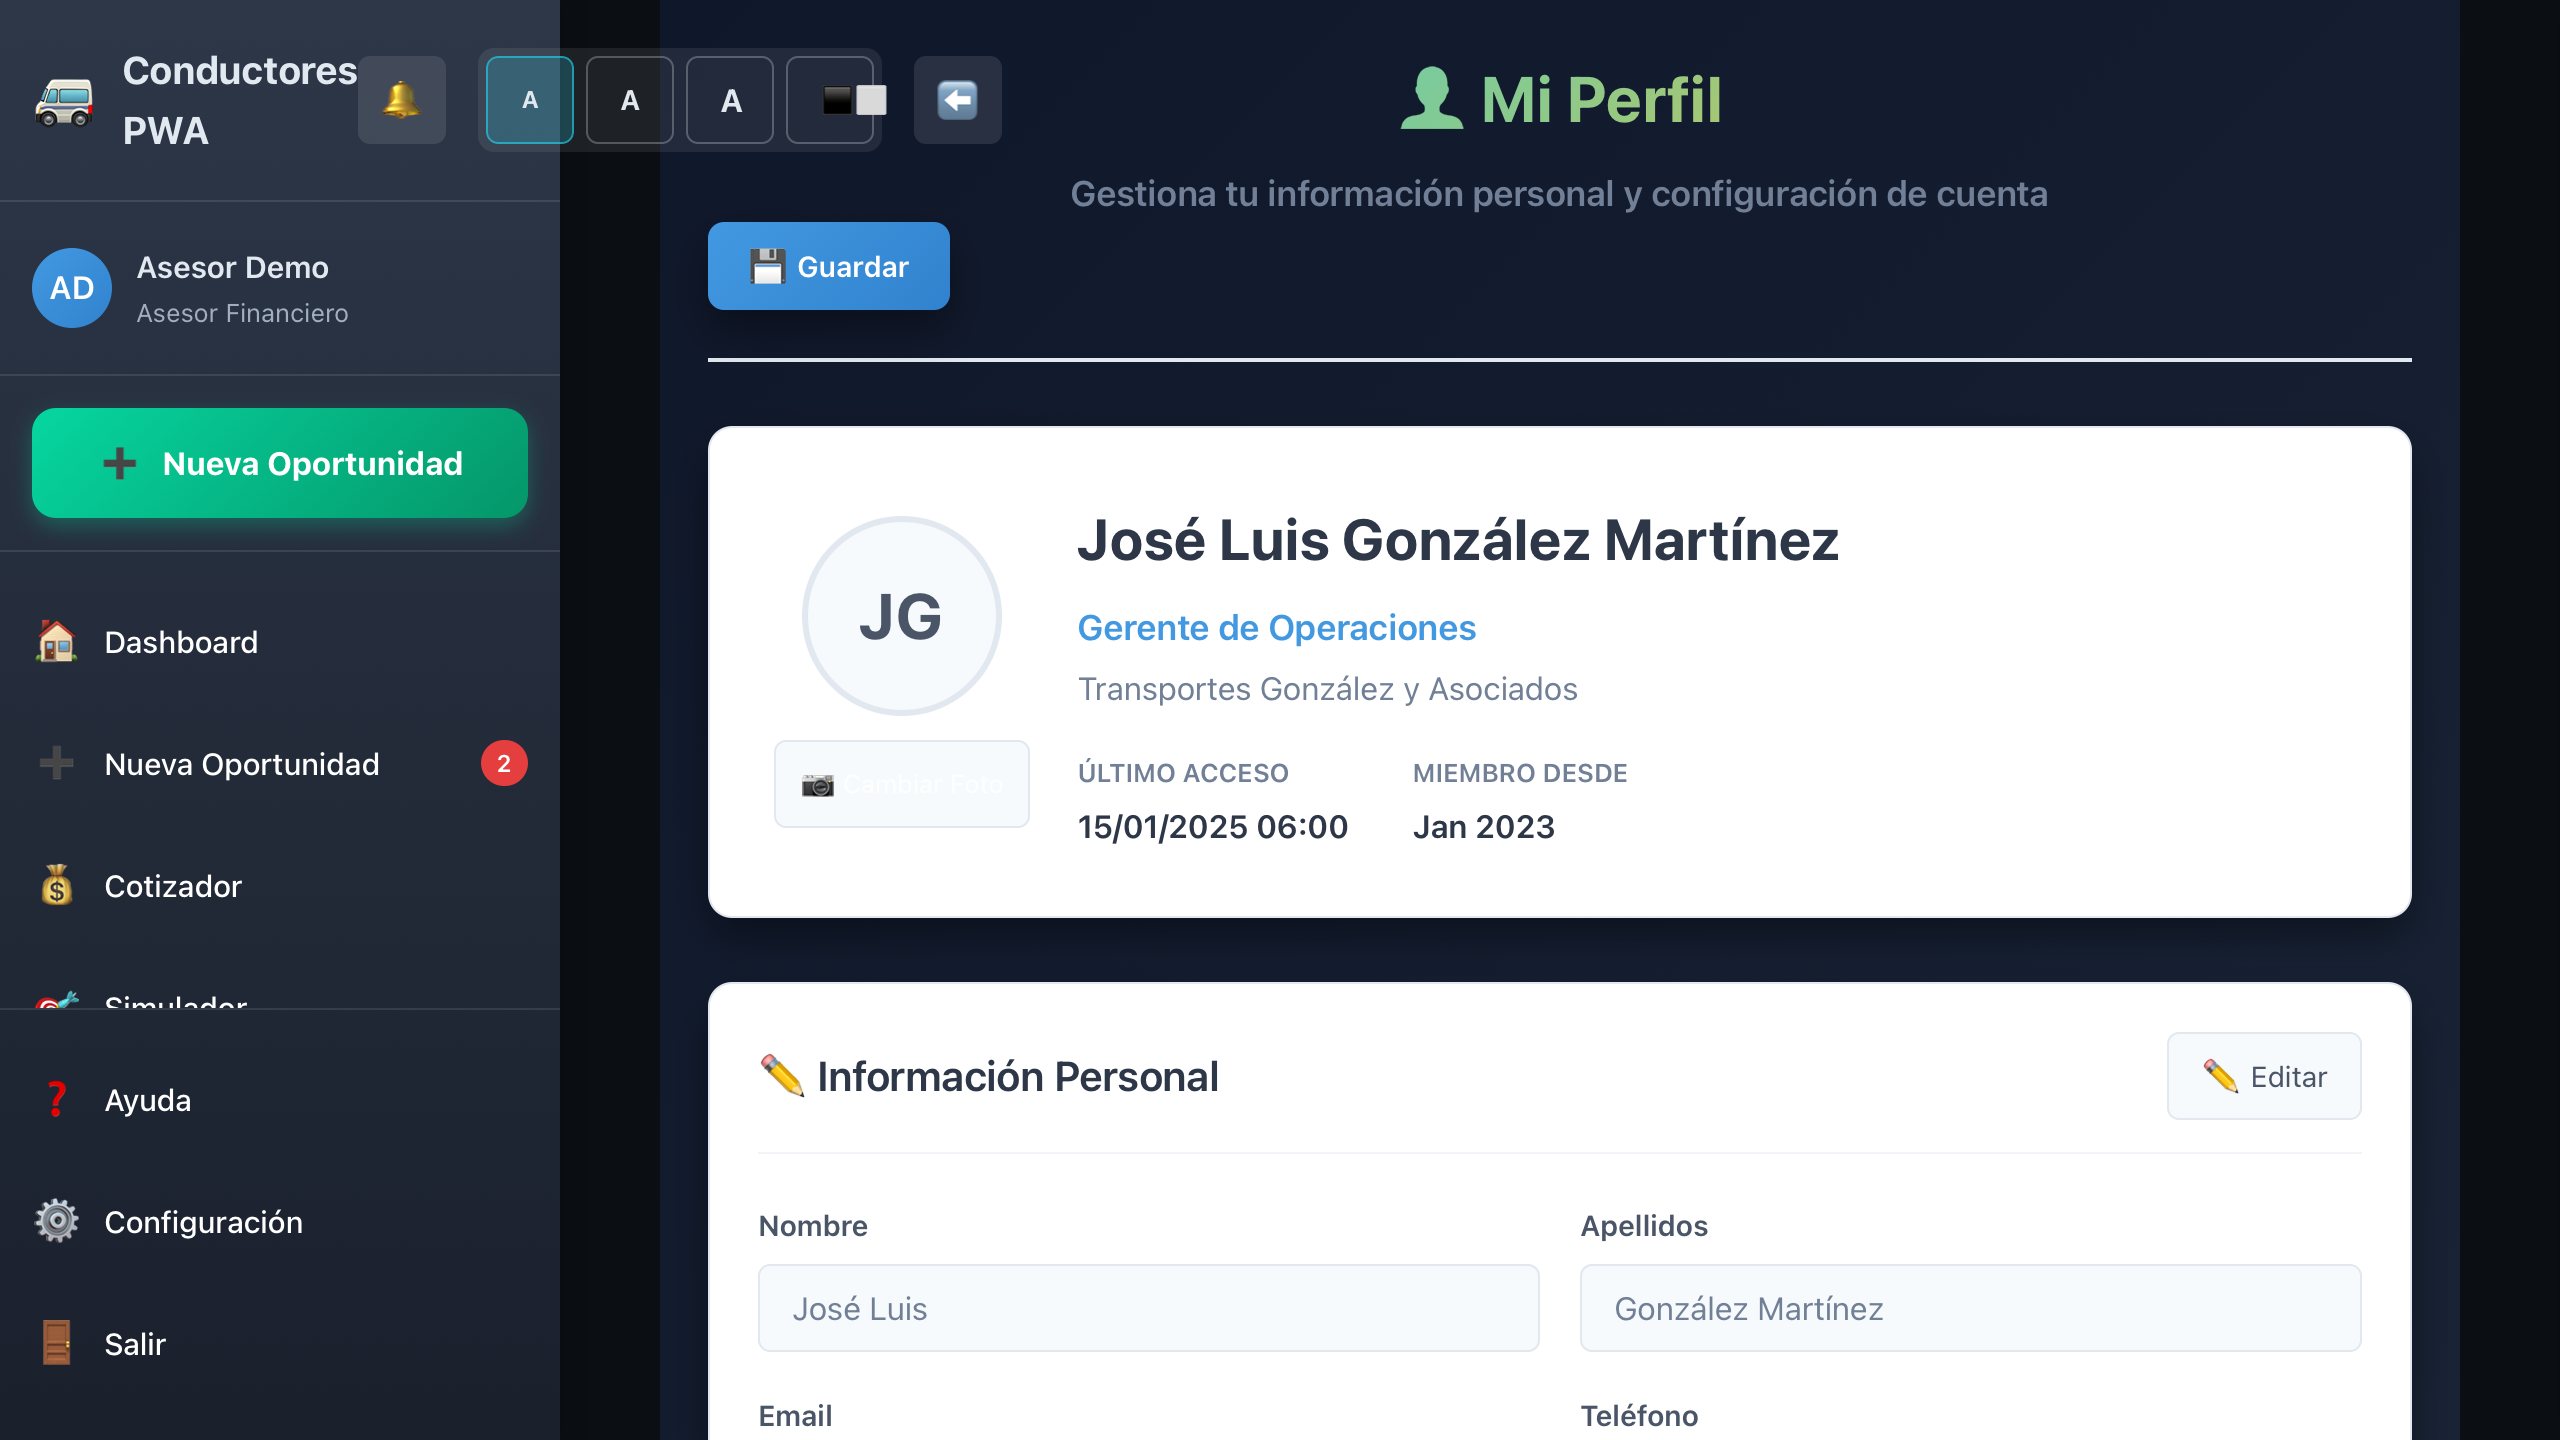 Conductores
PWA
A
A
A
AD
Asesor Demo
Asesor Financiero
Nueva Oportunidad
Dashboard
Nueva Oportunidad
2
Cotizador
Simulador
Ayuda
Configuración
Salir
Mi Perfil
Gestiona tu información personal y configuración de cuenta
Guardar
JG
Cambiar Foto
José Luis González Martínez
Gerente de Operaciones
Transportes González y Asociados
ÚLTIMO ACCESO
15/01/2025 06:00
MIEMBRO DESDE
Jan 2023
Información Personal
Editar
Nombre
José Luis
Apellidos
González Martínez
Email
Teléfono